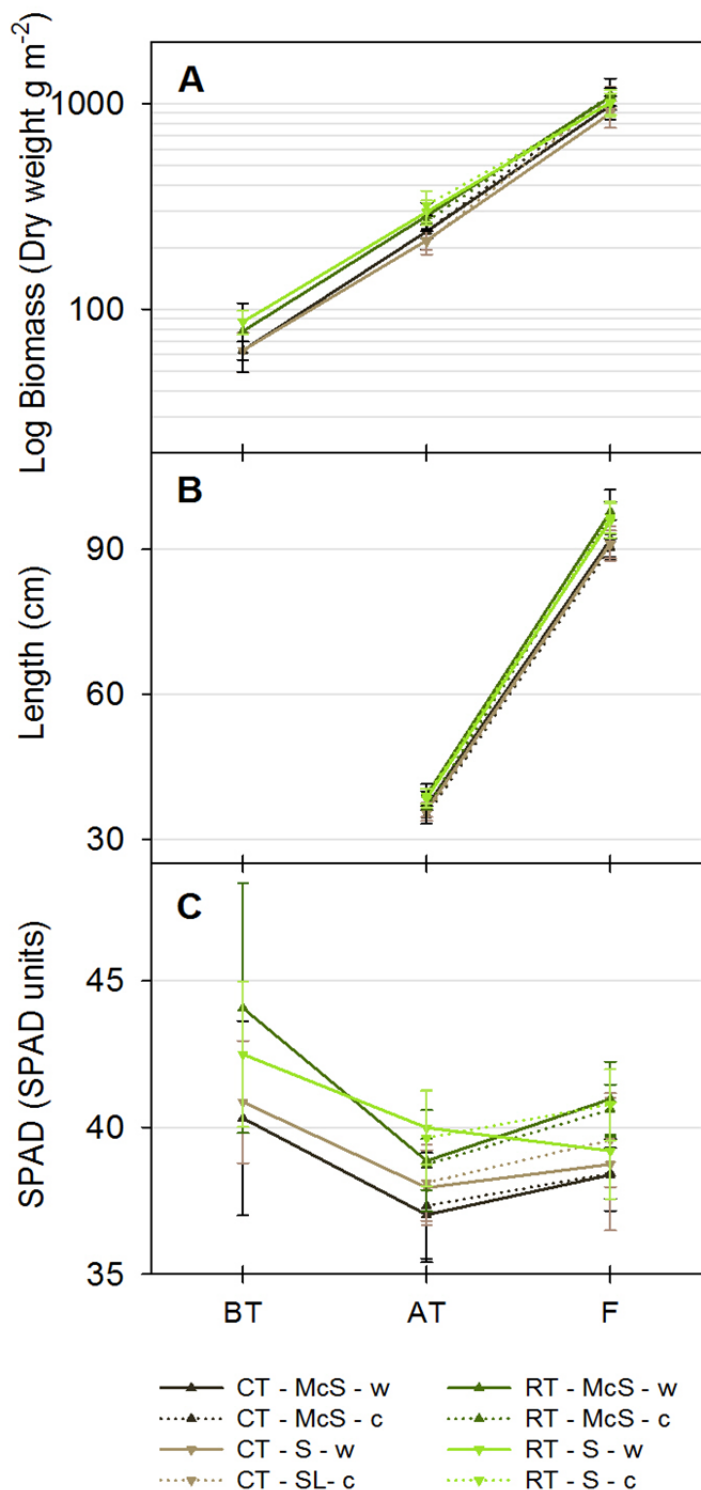 A
Log Biomass (Dry weight g m-2)
1000
100
B
Length (cm)
90
60
30
C
SPAD (SPAD units)
45
40
35
BT AT F
CT - McS - w RT - McS - w
CT - McS - c RT - McS - c
CT - S - w RT - S - w
CT - SL- c RT - S - c